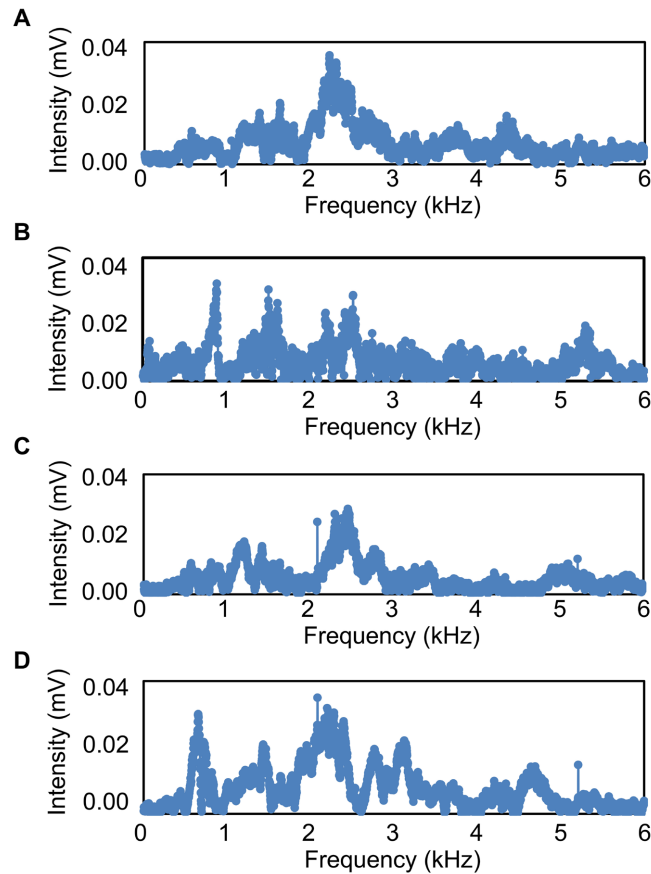 A
Intensity (mV)
0.04
0.02
0.00
0 1 2 3 4 5 6
Frequency (kHz)
B
Intensity (mV)
0.04
0.02
0.00
0 1 2 3 4 5 6
Frequency (kHz)
C
Intensity (mV)
0.04
0.02
0.00
0 1 2 3 4 5 6
Frequency (kHz)
D
Intensity (mV)
0.04
0.02
0.00
0 1 2 3 4 5 6
Frequency (kHz)